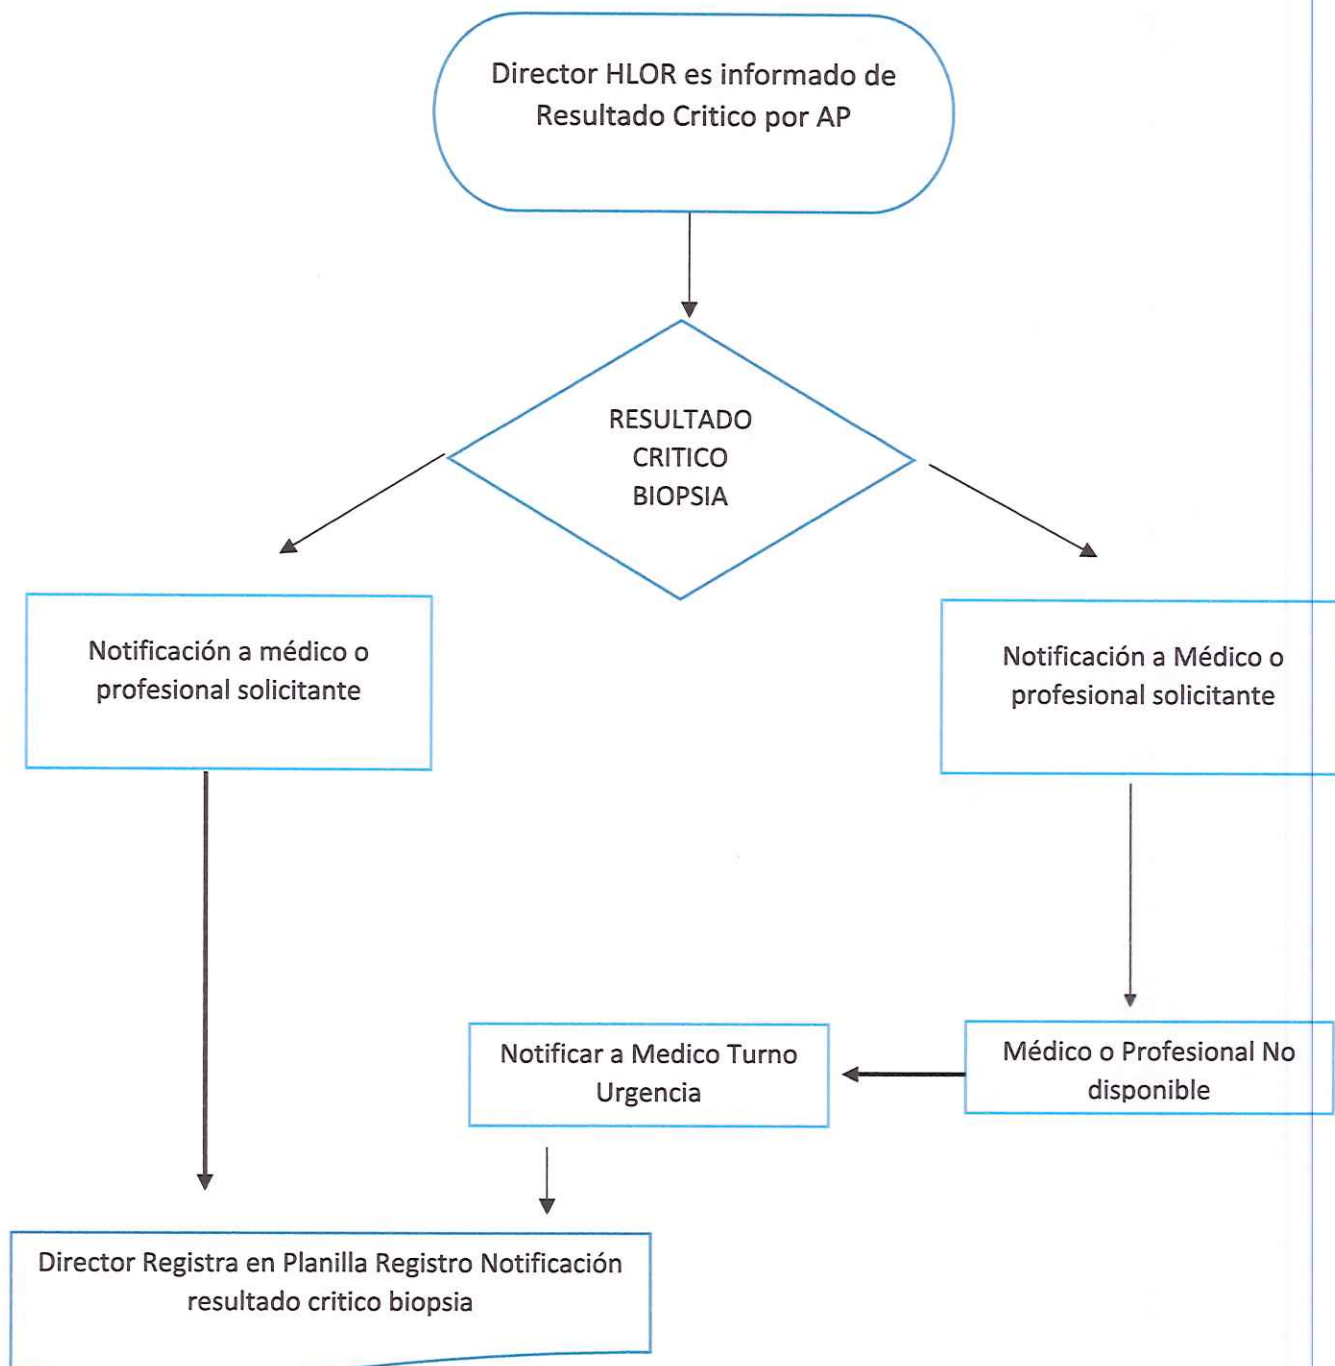 Director HLOR es informado de
Resultado Critico por AP
RESULTADO
CRITICO
BIOPSIA
Notificación a médico o
profesional solicitante
Notificación a Médico o
profesional solicitante
Notificar a Medico Turno
Urgencia
Médico o Profesional No
disponible
Director Registra en Planilla Registro Notificación
resultado critico biopsia